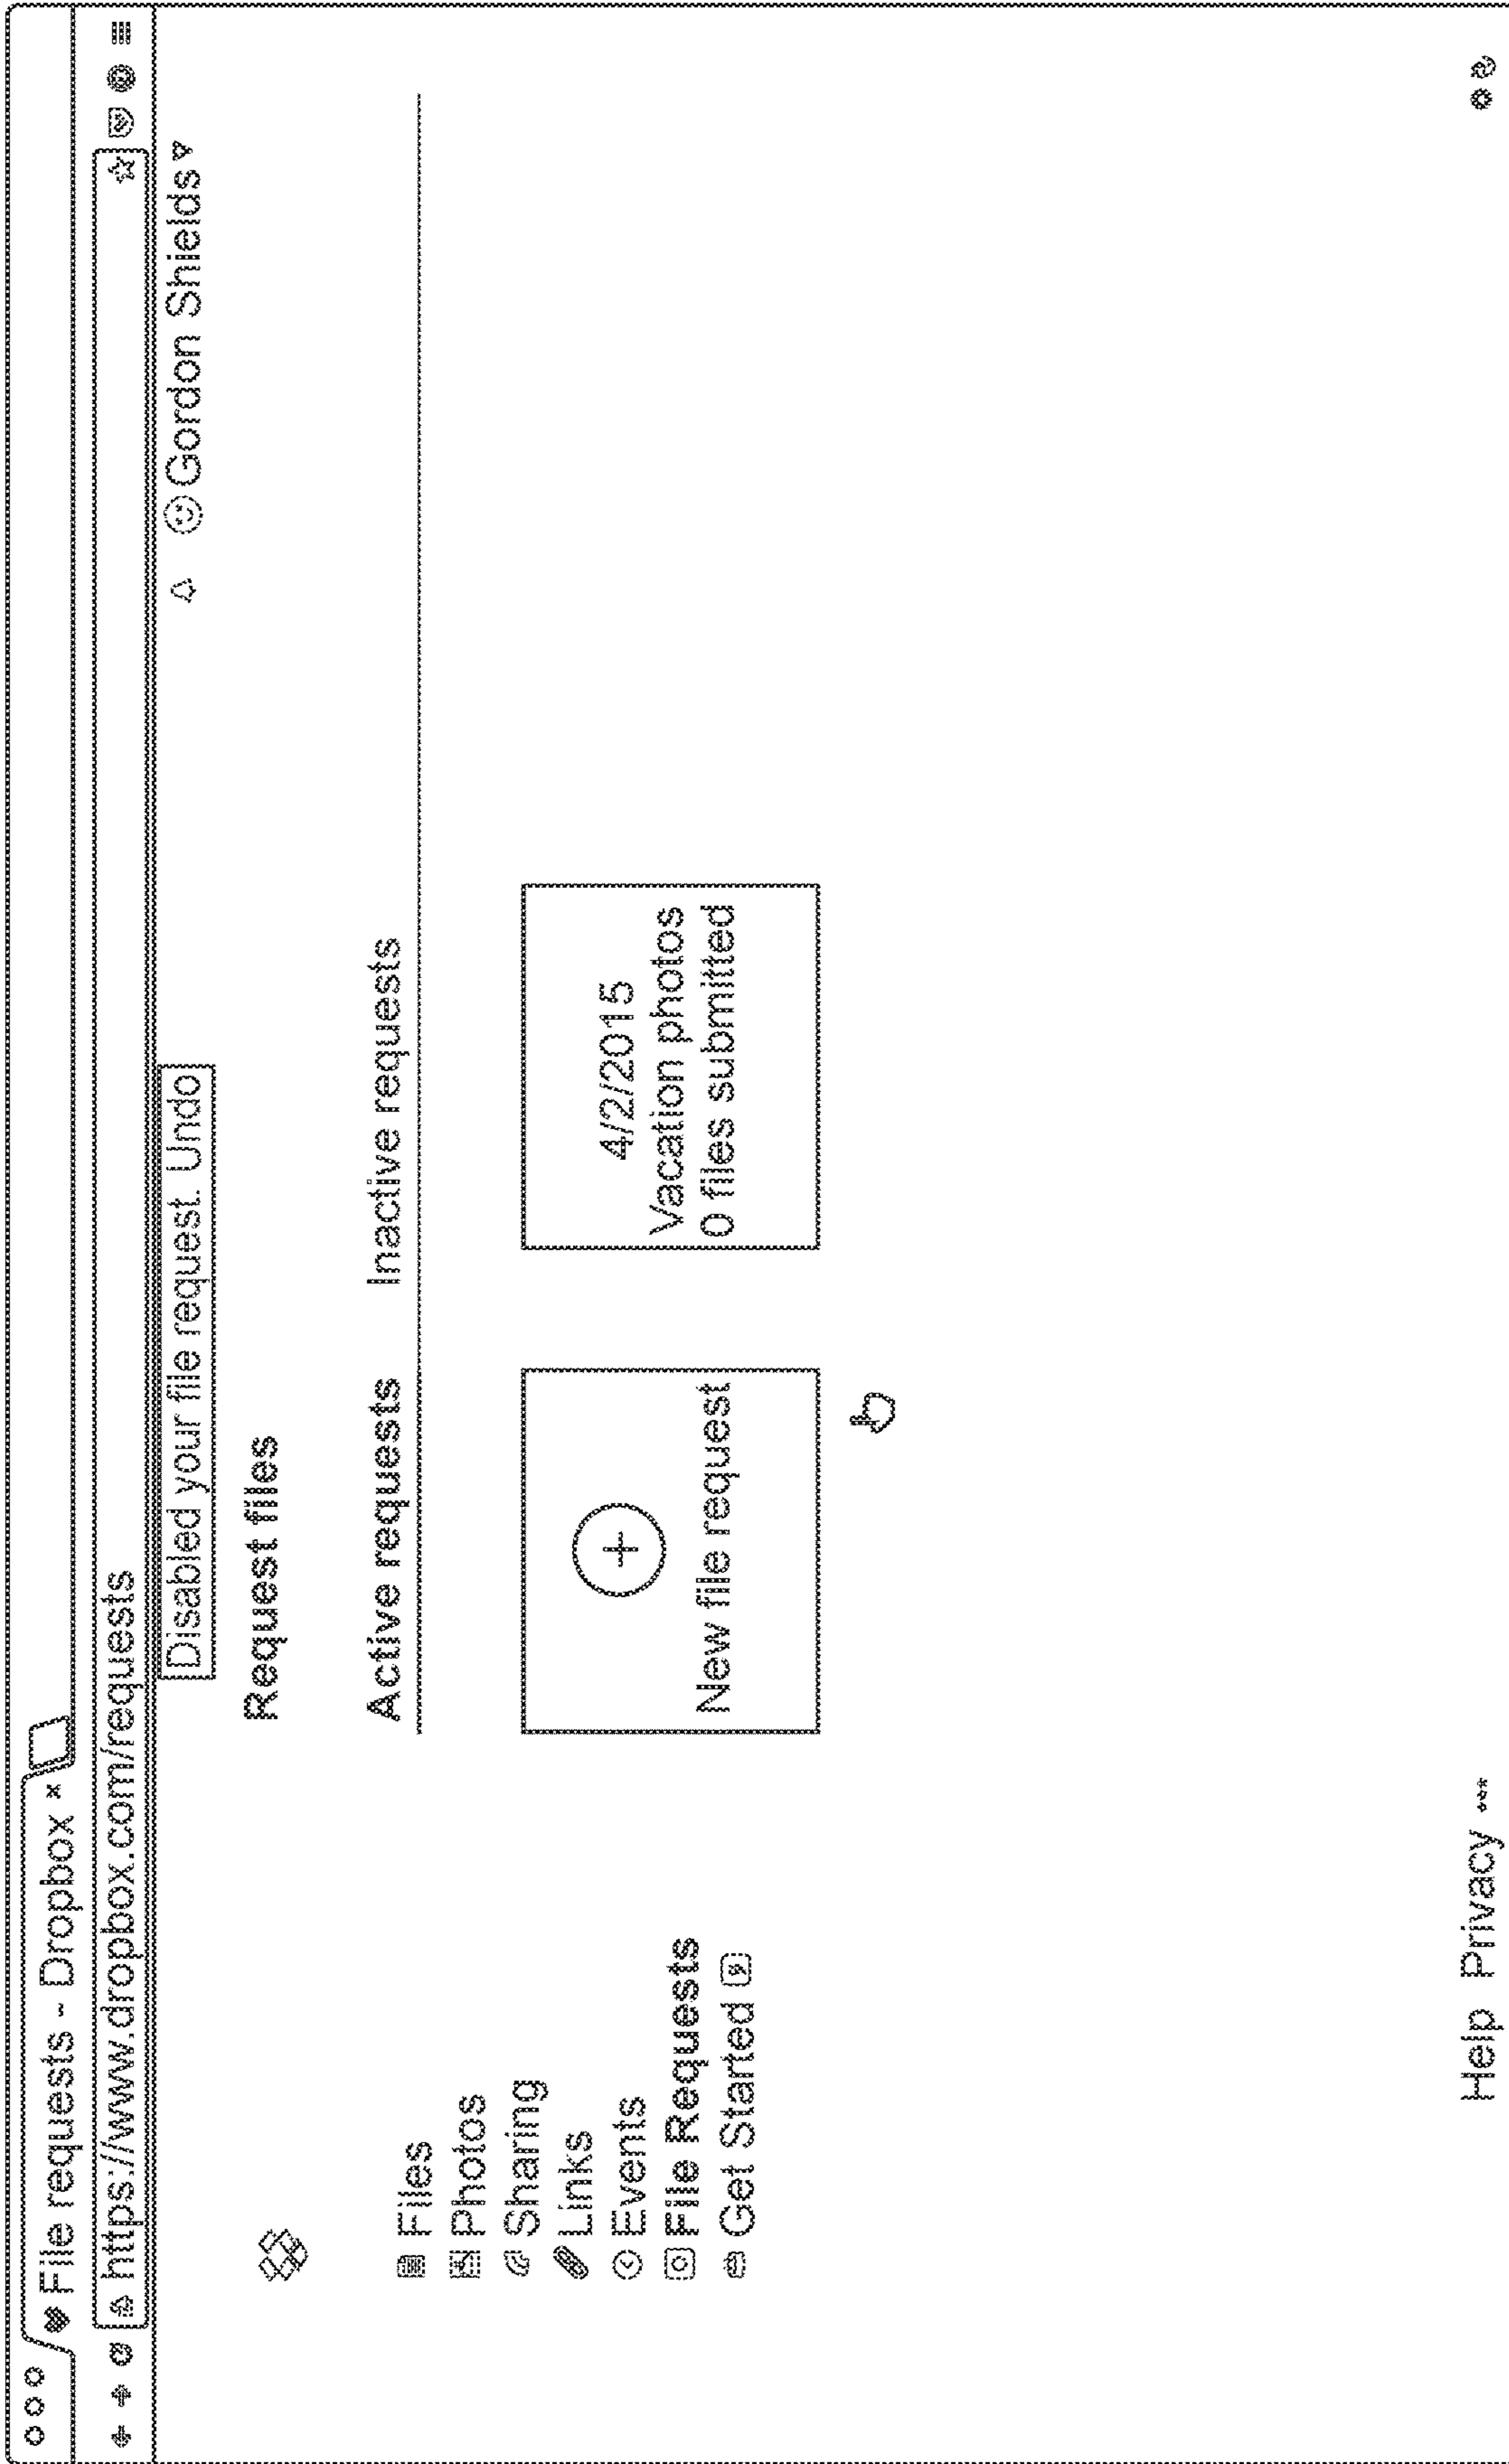 File requests - Dropbox ×
https://www.dropbox.com/requests
Disabled your file request. Undo
Gordon Shields
Request files
Active requests Inactive requests
Files
Photos
Sharing
Links
Events
File Requests
Get Started
New file request
4/2/2015
Vacation photos
0 files submitted
Help Privacy •••